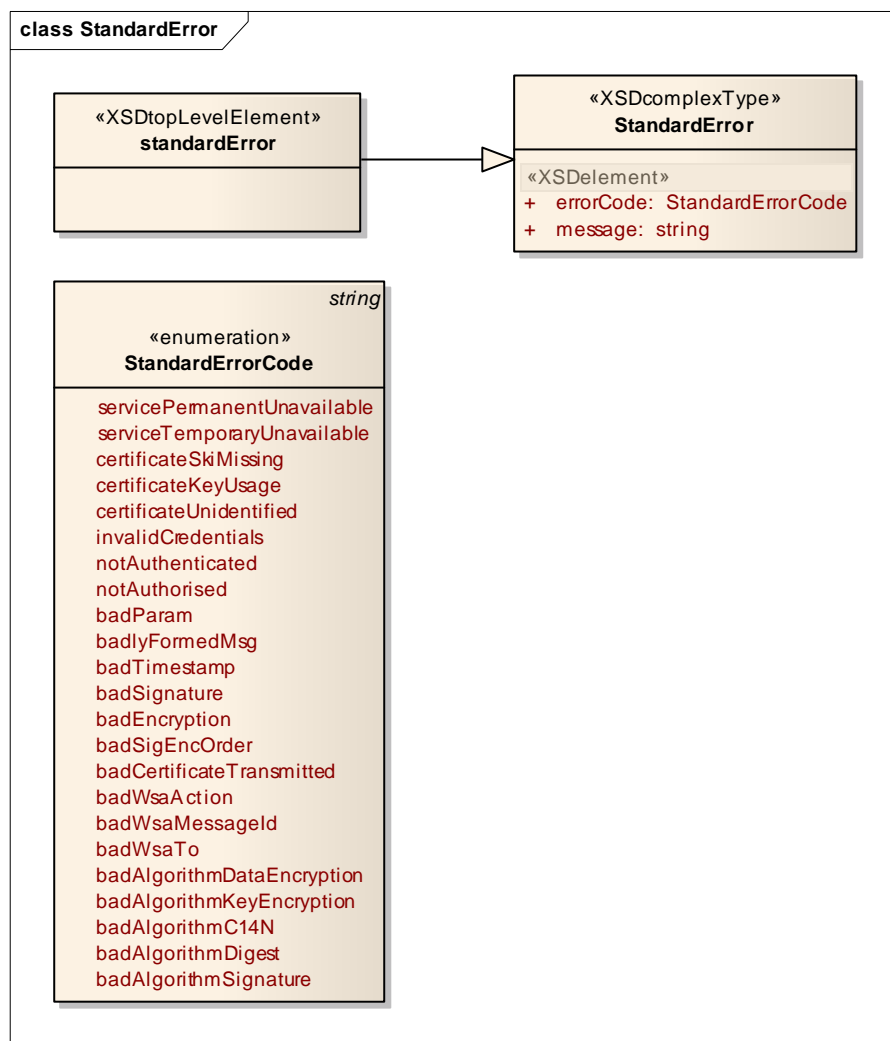 class StandardError
«XSDtopLevelElement»
standardError
«XSDcomplexType»
StandardError
«XSDelement»
+ errorCode: StandardErrorCode
+ message: string
string
«enumeration»
StandardErrorCode
servicePermanentUnavailable
serviceTemporaryUnavailable
certificateSkiMissing
certificateKeyUsage
certificateUnidentified
invalidCredentials
notAuthenticated
notAuthorised
badParam
badlyFormedMsg
badTimestamp
badSignature
badEncryption
badSigEncOrder
badCertificateTransmitted
badWsaAction
badWsaMessageId
badWsaTo
badAlgorithmDataEncryption
badAlgorithmKeyEncryption
badAlgorithmC14N
badAlgorithmDigest
badAlgorithmSignature